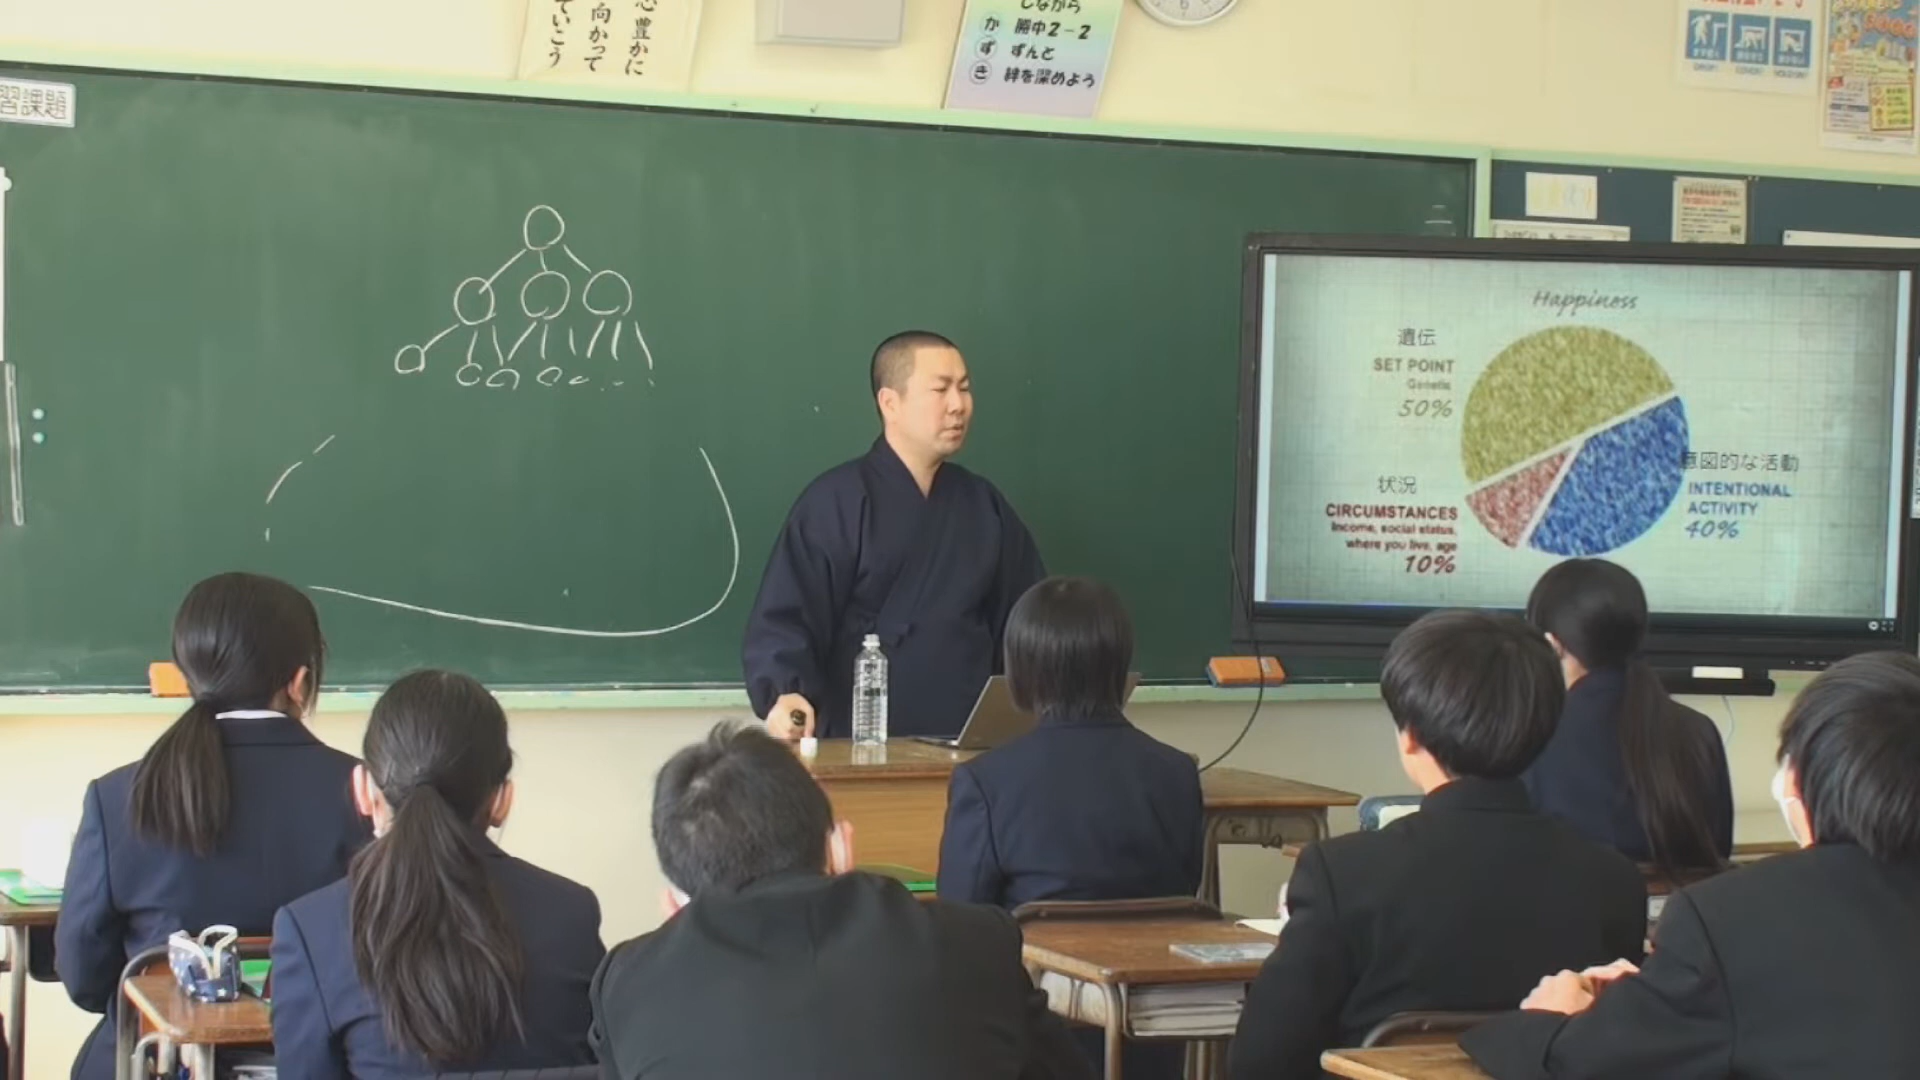 心豊かに
向かって
ていこう
しながら
か 勝中2-2
ず ずんと
き 絆を深めよう
習課題
Happiness
遺伝
SET POINT
Genetic
50%
意図的な活動
INTENTIONAL
ACTIVITY
40%
状況
CIRCUMSTANCES
Income, social status,
where you live, age
10%